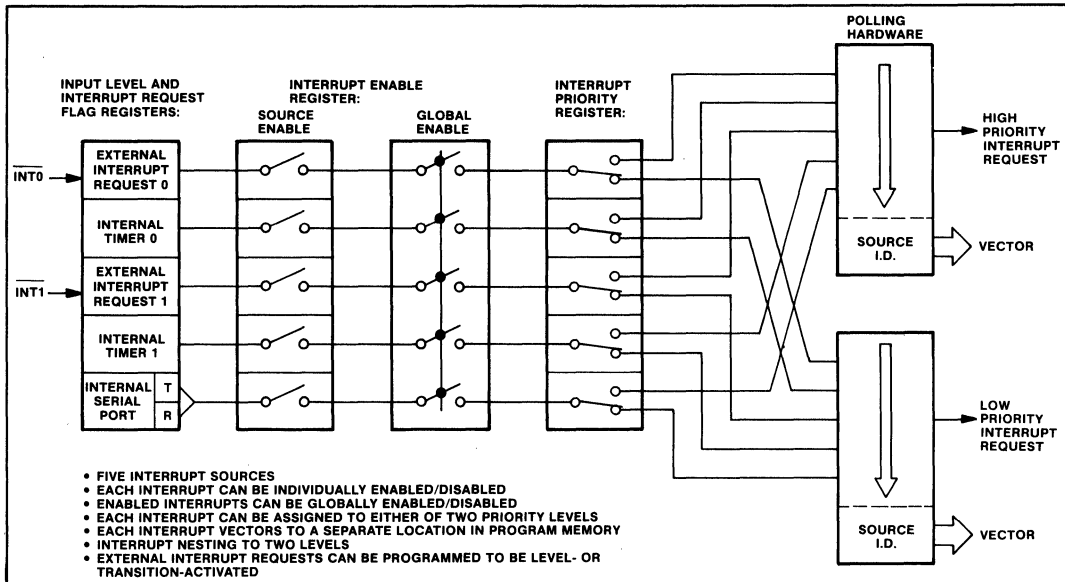 POLLING
HARDWARE
INPUT LEVEL AND
INTERRUPT REQUEST
FLAG REGISTERS:
INTERRUPT ENABLE
REGISTER:
SOURCE
ENABLE
GLOBAL
ENABLE
INTERRUPT
PRIORITY
REGISTER:
INT0
EXTERNAL
INTERRUPT
REQUEST 0
INTERNAL
TIMER 0
INT1
EXTERNAL
INTERRUPT
REQUEST 1
INTERNAL
TIMER 1
INTERNAL
SERIAL
PORT
T
R
HIGH
PRIORITY
INTERRUPT
REQUEST
SOURCE
I.D.
VECTOR
LOW
PRIORITY
INTERRUPT
REQUEST
SOURCE
I.D.
VECTOR
• FIVE INTERRUPT SOURCES
• EACH INTERRUPT CAN BE INDIVIDUALLY ENABLED/DISABLED
• ENABLED INTERRUPTS CAN BE GLOBALLY ENABLED/DISABLED
• EACH INTERRUPT CAN BE ASSIGNED TO EITHER OF TWO PRIORITY LEVELS
• EACH INTERRUPT VECTORS TO A SEPARATE LOCATION IN PROGRAM MEMORY
• INTERRUPT NESTING TO TWO LEVELS
• EXTERNAL INTERRUPT REQUESTS CAN BE PROGRAMMED TO BE LEVEL- OR
TRANSITION-ACTIVATED